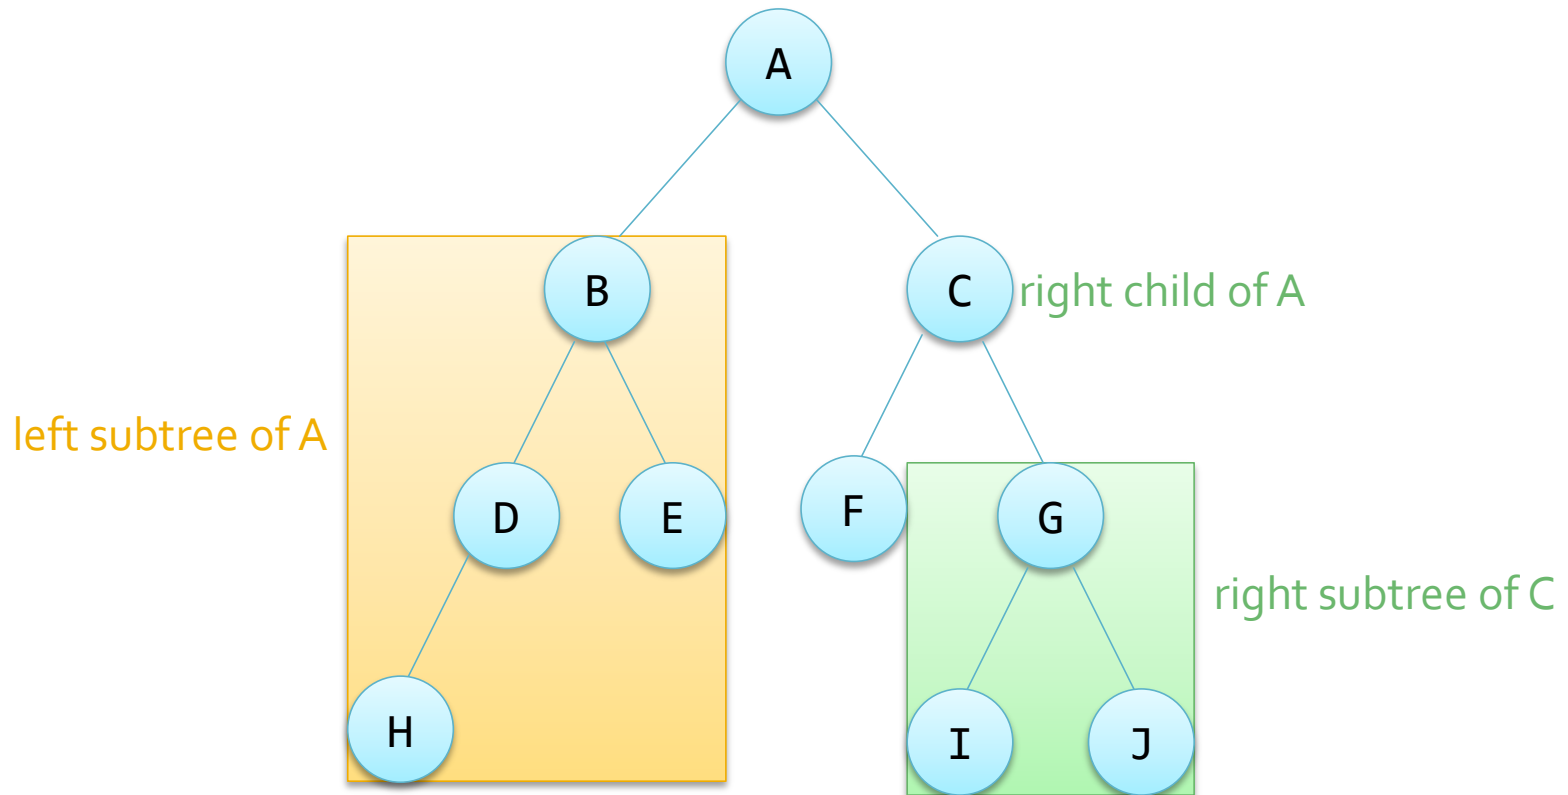 A
B
C
right child of A
left subtree of A
D
E
F
G
right subtree of C
H
I
J